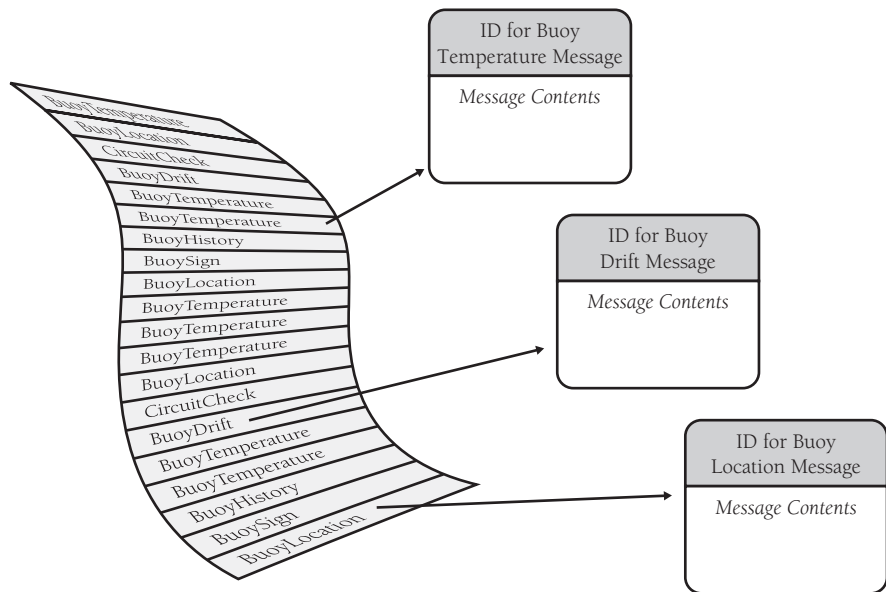 BuoyTemperature
BuoyLocation
CircuitCheck
BuoyDrift
BuoyTemperature
BuoyTemperature
BuoyHistory
BuoySign
BuoyLocation
BuoyTemperature
BuoyTemperature
BuoyTemperature
BuoyLocation
CircuitCheck
BuoyDrift
BuoyTemperature
BuoyTemperature
BuoyHistory
BuoySign
BuoyLocation
ID for Buoy
Temperature Message
Message Contents
ID for Buoy
Drift Message
Message Contents
ID for Buoy
Location Message
Message Contents